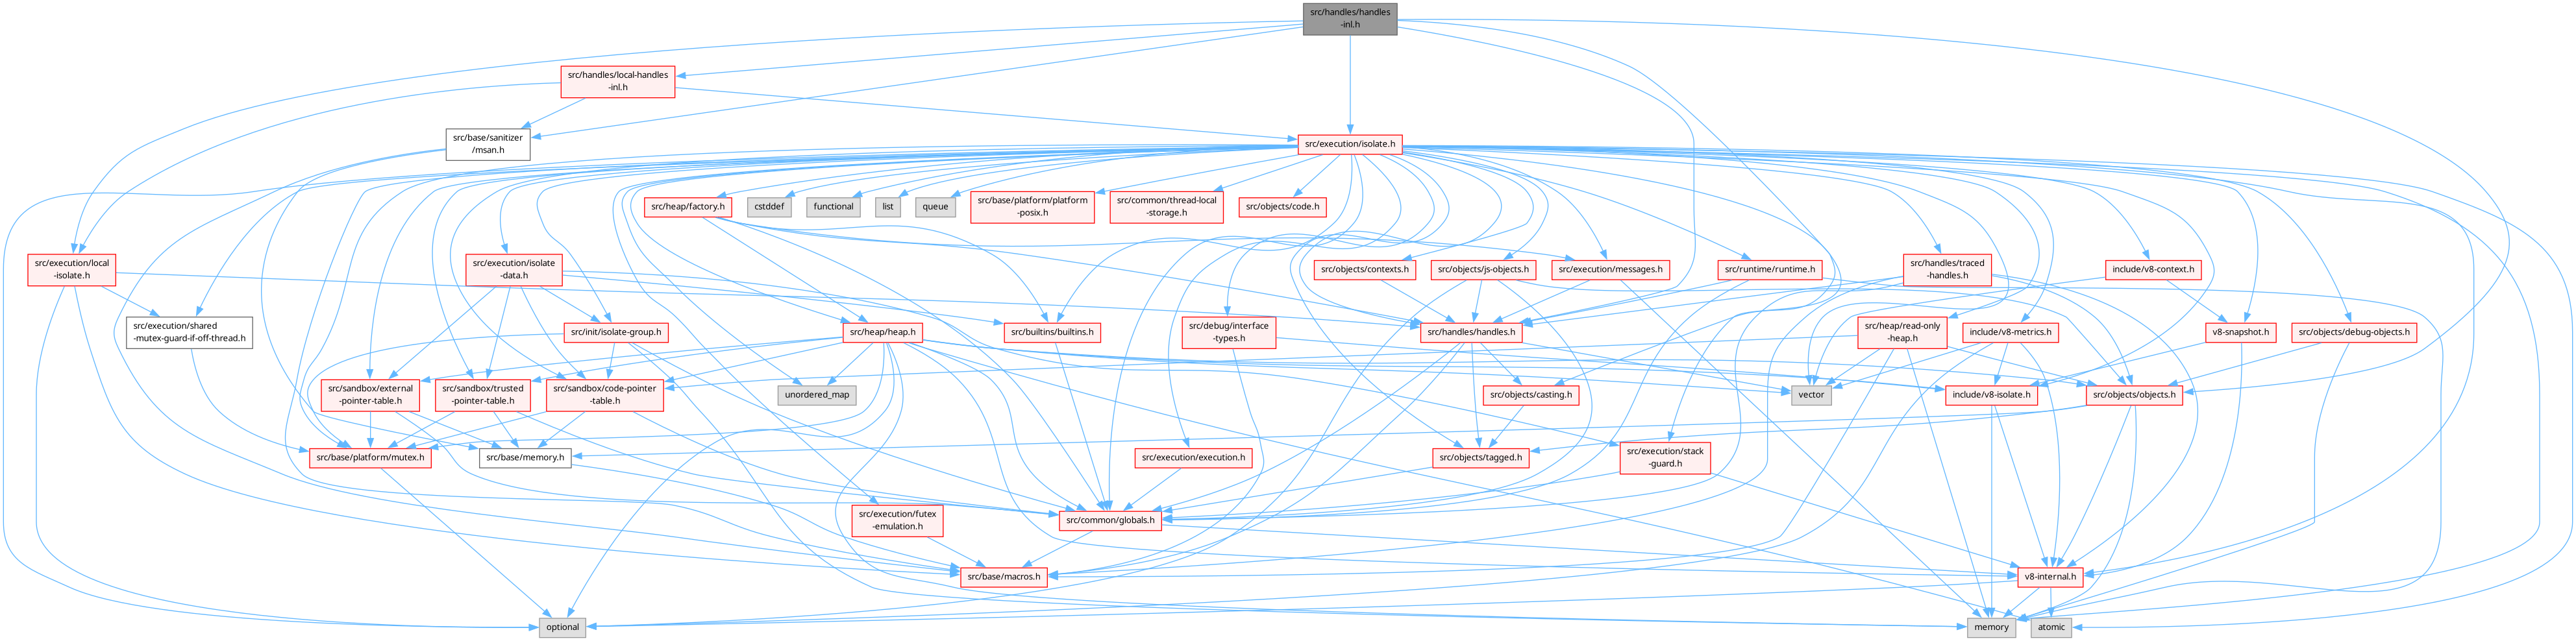 src/handles/handles
-inl.h
src/handles/local-handles
-inl.h
src/base/sanitizer
/msan.h
src/execution/isolate.h
src/heap/factory.h
cstddef
functional
list
queue
src/base/platform/platform
-posix.h
src/common/thread-local
-storage.h
src/objects/code.h
src/execution/local
-isolate.h
src/execution/isolate
-data.h
src/objects/contexts.h
src/objects/js-objects.h
src/execution/messages.h
src/runtime/runtime.h
src/handles/traced
-handles.h
include/v8-context.h
src/execution/shared
-mutex-guard-if-off-thread.h
src/init/isolate-group.h
src/heap/heap.h
src/builtins/builtins.h
src/debug/interface
-types.h
src/handles/handles.h
src/heap/read-only
-heap.h
include/v8-metrics.h
v8-snapshot.h
src/objects/debug-objects.h
src/sandbox/external
-pointer-table.h
src/sandbox/trusted
-pointer-table.h
src/sandbox/code-pointer
-table.h
unordered_map
src/objects/casting.h
vector
include/v8-isolate.h
src/objects/objects.h
src/base/platform/mutex.h
src/base/memory.h
src/execution/execution.h
src/objects/tagged.h
src/execution/stack
-guard.h
src/execution/futex
-emulation.h
src/common/globals.h
src/base/macros.h
v8-internal.h
optional
memory
atomic